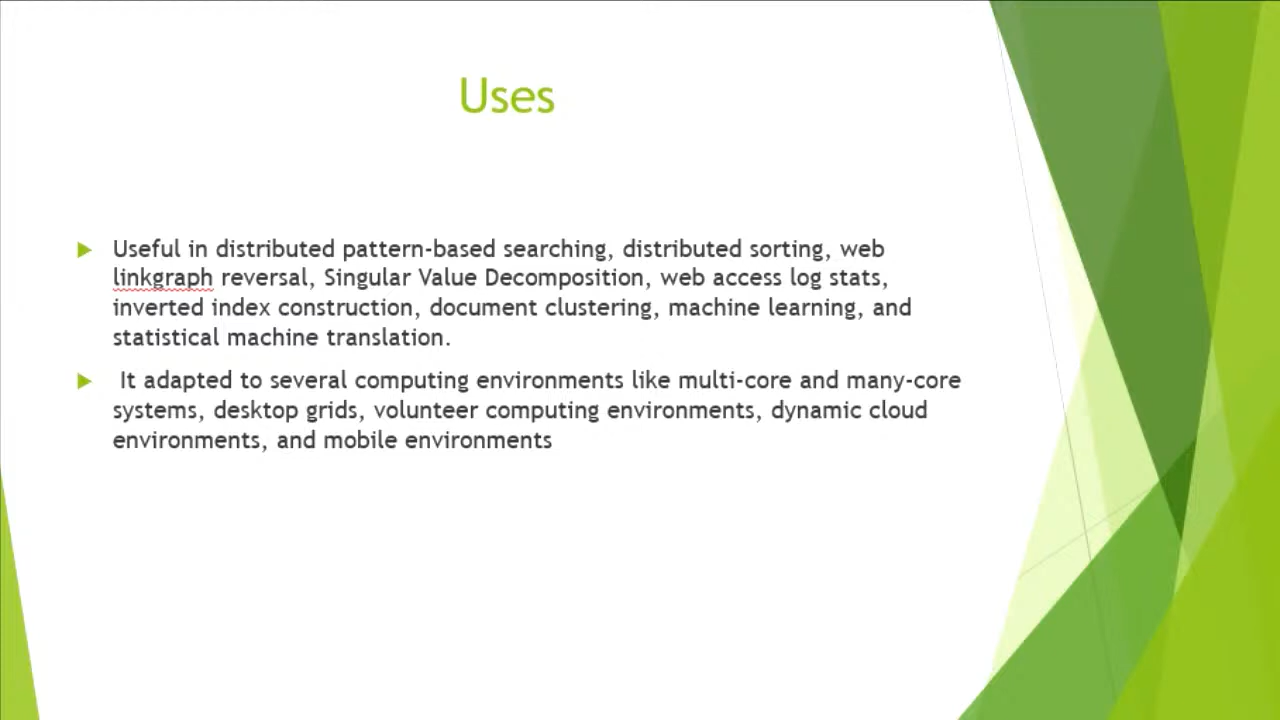 Uses
Useful in distributed pattern-based searching, distributed sorting, web
linkgraph reversal, Singular Value Decomposition, web access log stats,
inverted index construction, document clustering, machine learning, and
statistical machine translation.
It adapted to several computing environments like multi-core and many-core
systems, desktop grids, volunteer computing environments, dynamic cloud
environments, and mobile environments